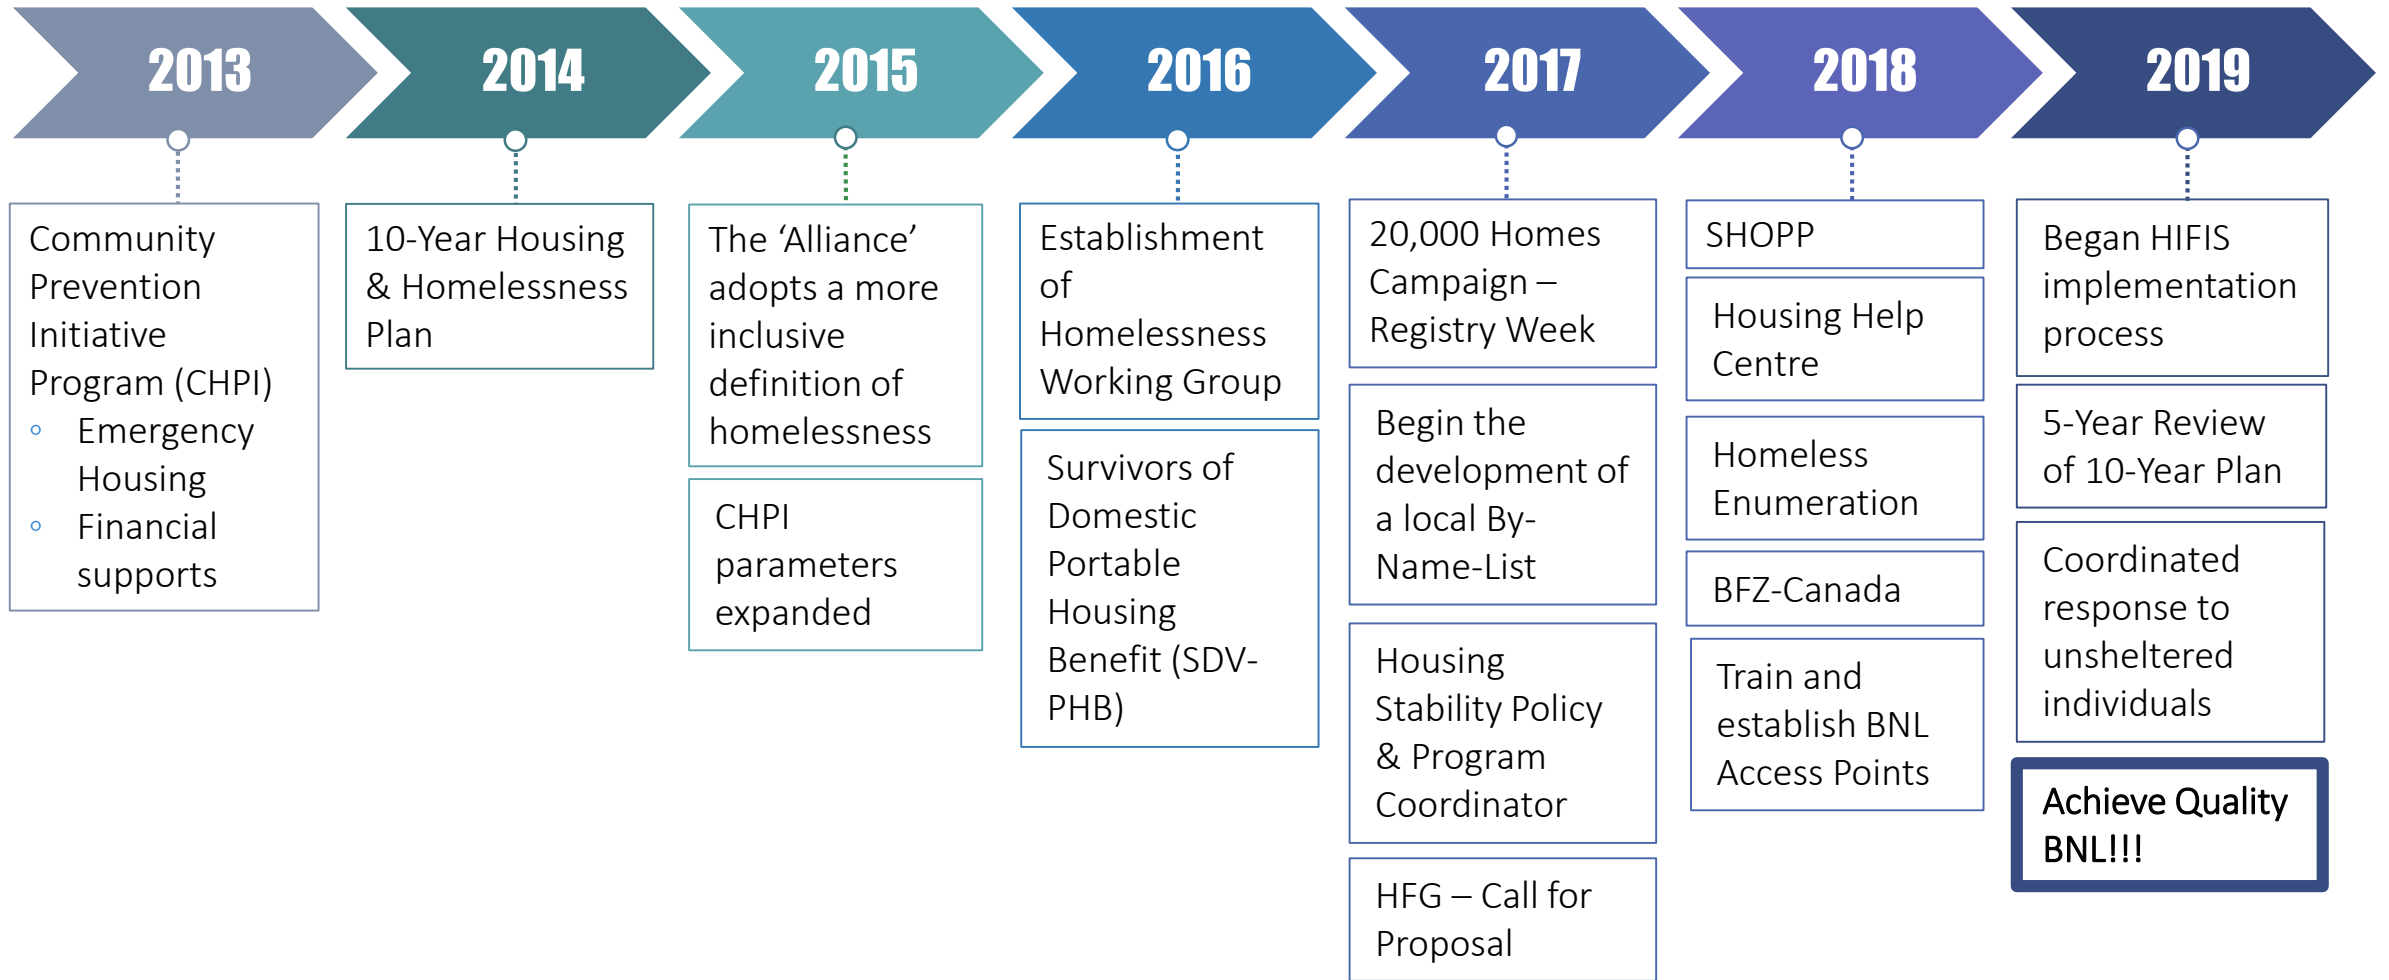 2013
2014
2015
2016
2017
2018
2019
Community
Prevention
Initiative
Program (CHPI)
Emergency
Housing
Financial
supports
10-Year Housing
& Homelessness
Plan
The ‘Alliance’
adopts a more
inclusive
definition of
homelessness
CHPI
parameters
expanded
Establishment
of
Homelessness
Working Group
Survivors of
Domestic
Portable
Housing
Benefit (SDV-
PHB)
20,000 Homes
Campaign –
Registry Week
Begin the
development of
a local By-
Name-List
Housing
Stability Policy
& Program
Coordinator
HFG – Call for
Proposal
SHOPP
Housing Help
Centre
Homeless
Enumeration
BFZ-Canada
Train and
establish BNL
Access Points
Began HIFIS
implementation
process
5-Year Review
of 10-Year Plan
Coordinated
response to
unsheltered
individuals
Achieve Quality
BNL!!!